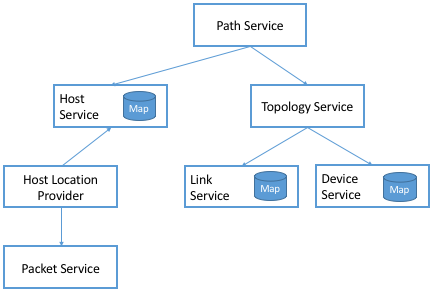 Path Service
Host
Service
Map
Topology Service
Host Location
Provider
Link
Service
Map
Device
Service
Map
Packet Service